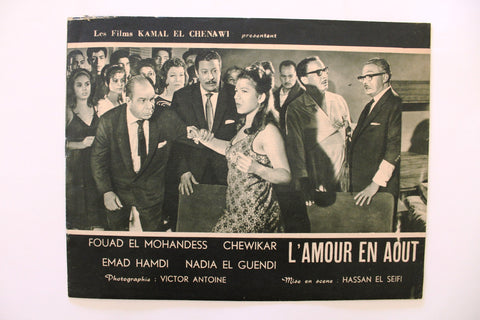 Les Films KAMAL EL CHENAWI présentent
FOUAD EL MOHANDESS CHEWIKAR
L'AMOUR EN AOUT
EMAD HAMDI NADIA EL GUENDI
Photographie : VICTOR ANTOINE
Mise en scene : HASSAN EL SEIFI